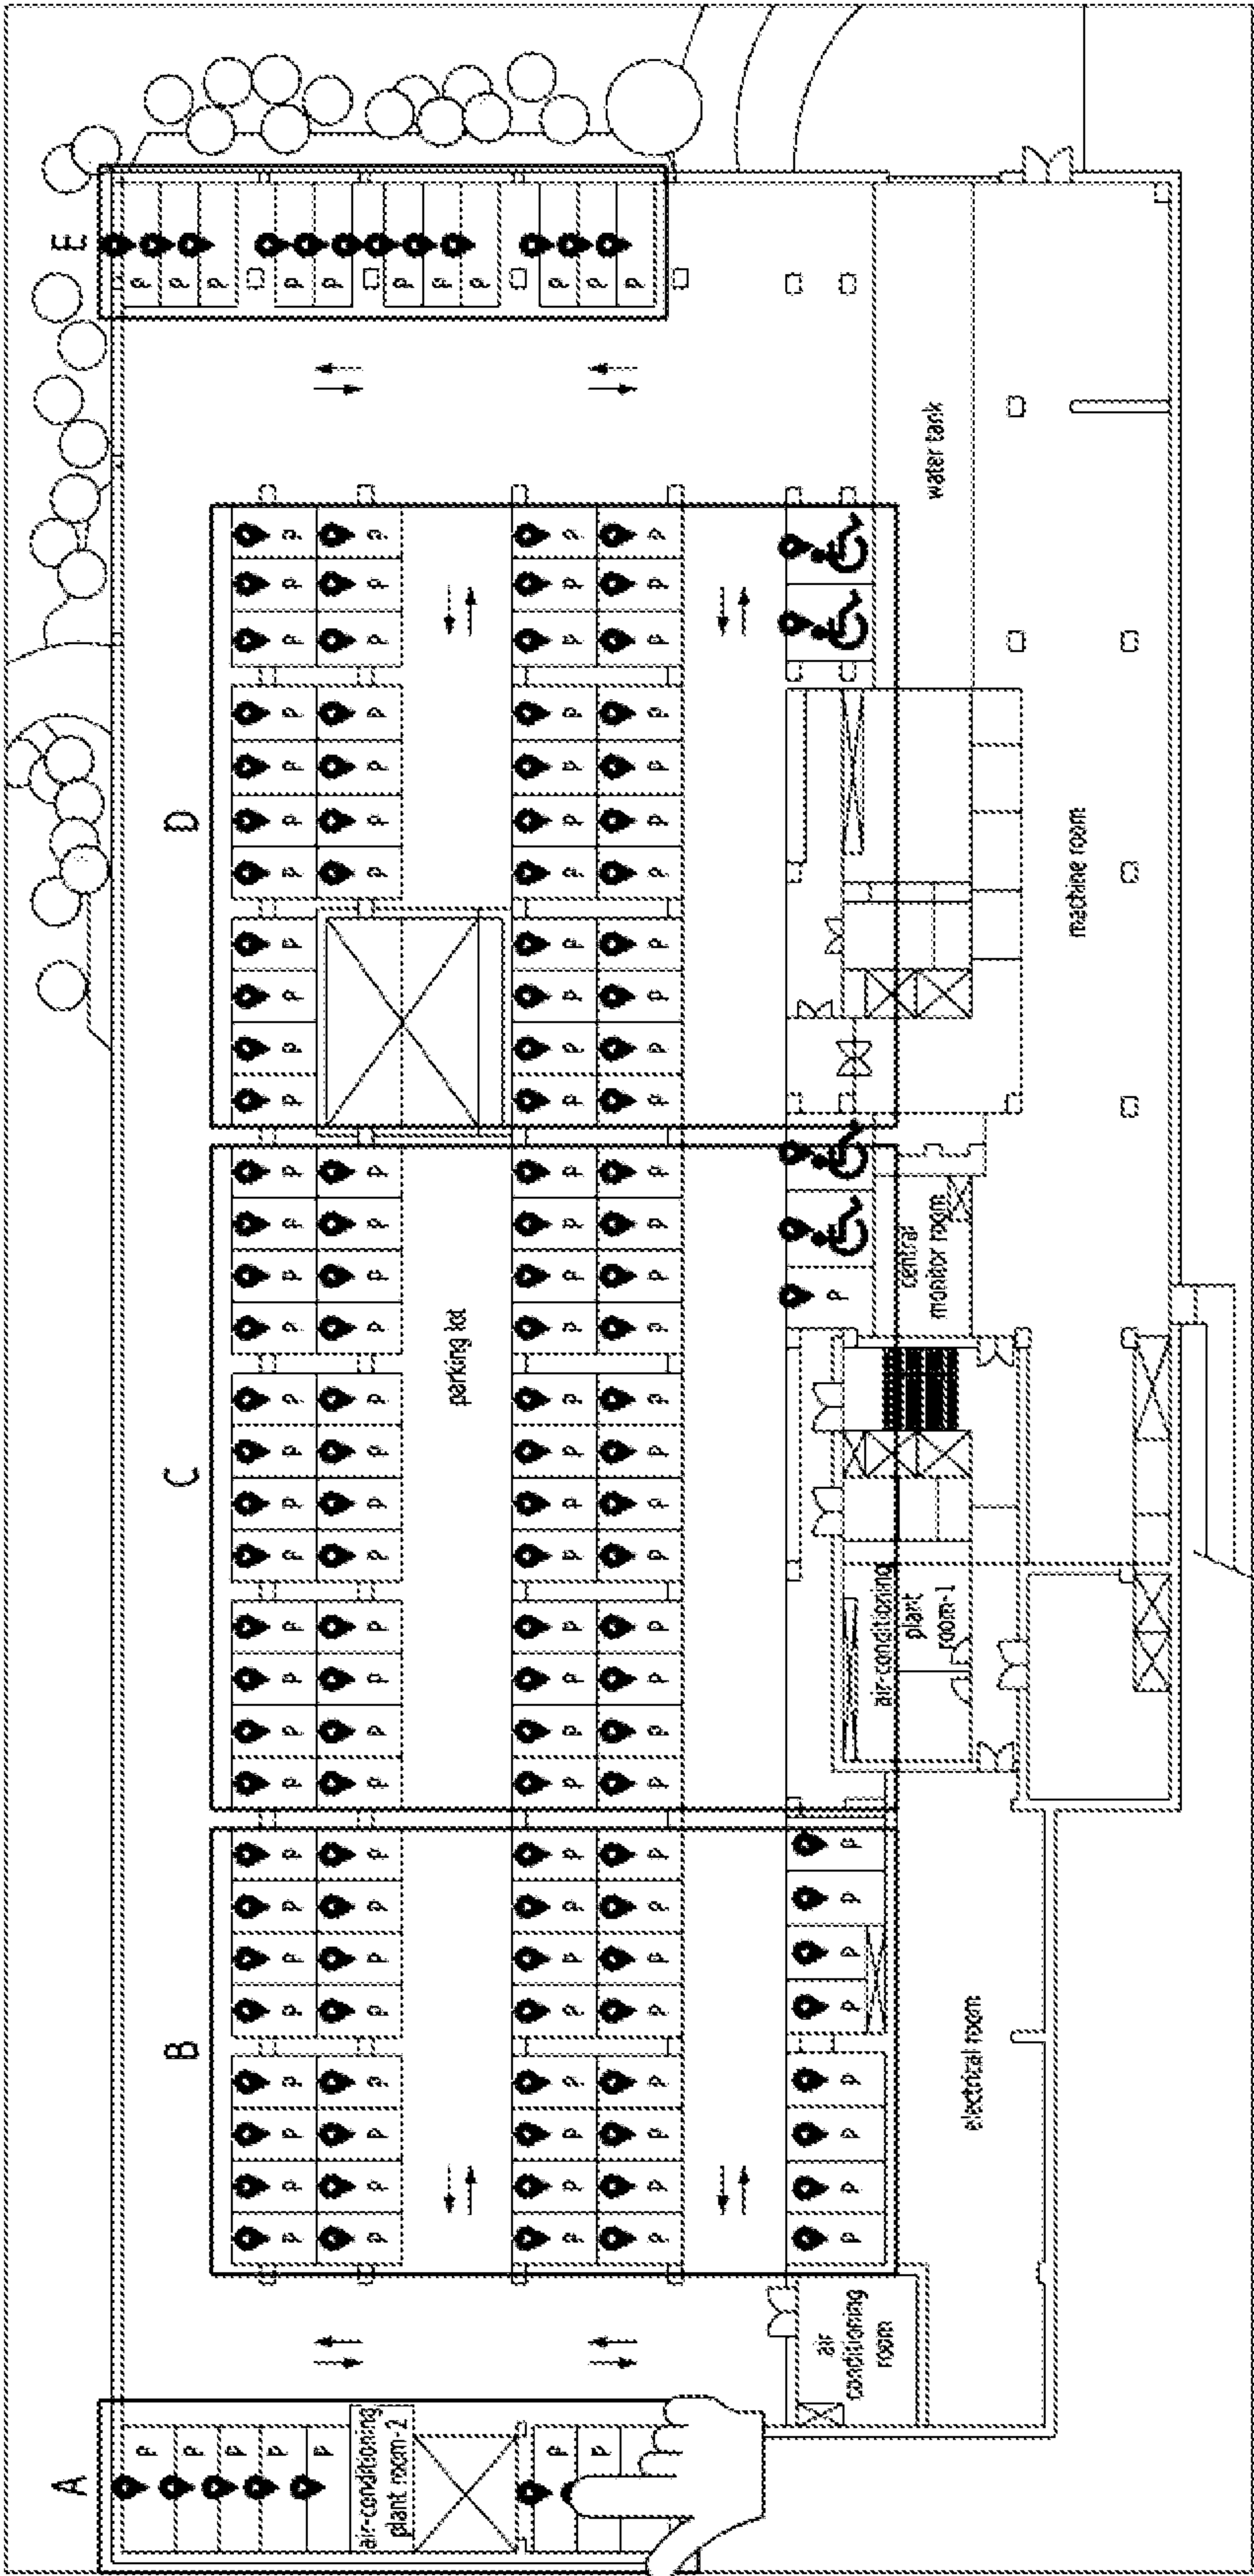 A B C D E
P
P
P
P
P
air-conditioning
plant room-2
P
P
P P P P P P P P P P P P P P P P P P P P P P P P P P P P P P P
P P P P P P P P P P P P P P P P P P P P P P P P P P P
parking lot
P P P P P P P P P P P P P P P P P P P P P P P P P P P P P P P
P P P P P P P P P P P P P P P P P P P P P P P P P P P P P P P
P P P P P P P P P
P
P
P
P
P
P
P
P
P
P
P
air
conditioning
room
electrical room
air-conditioning
plant
room-1
central
monitor room
water tank
machine room